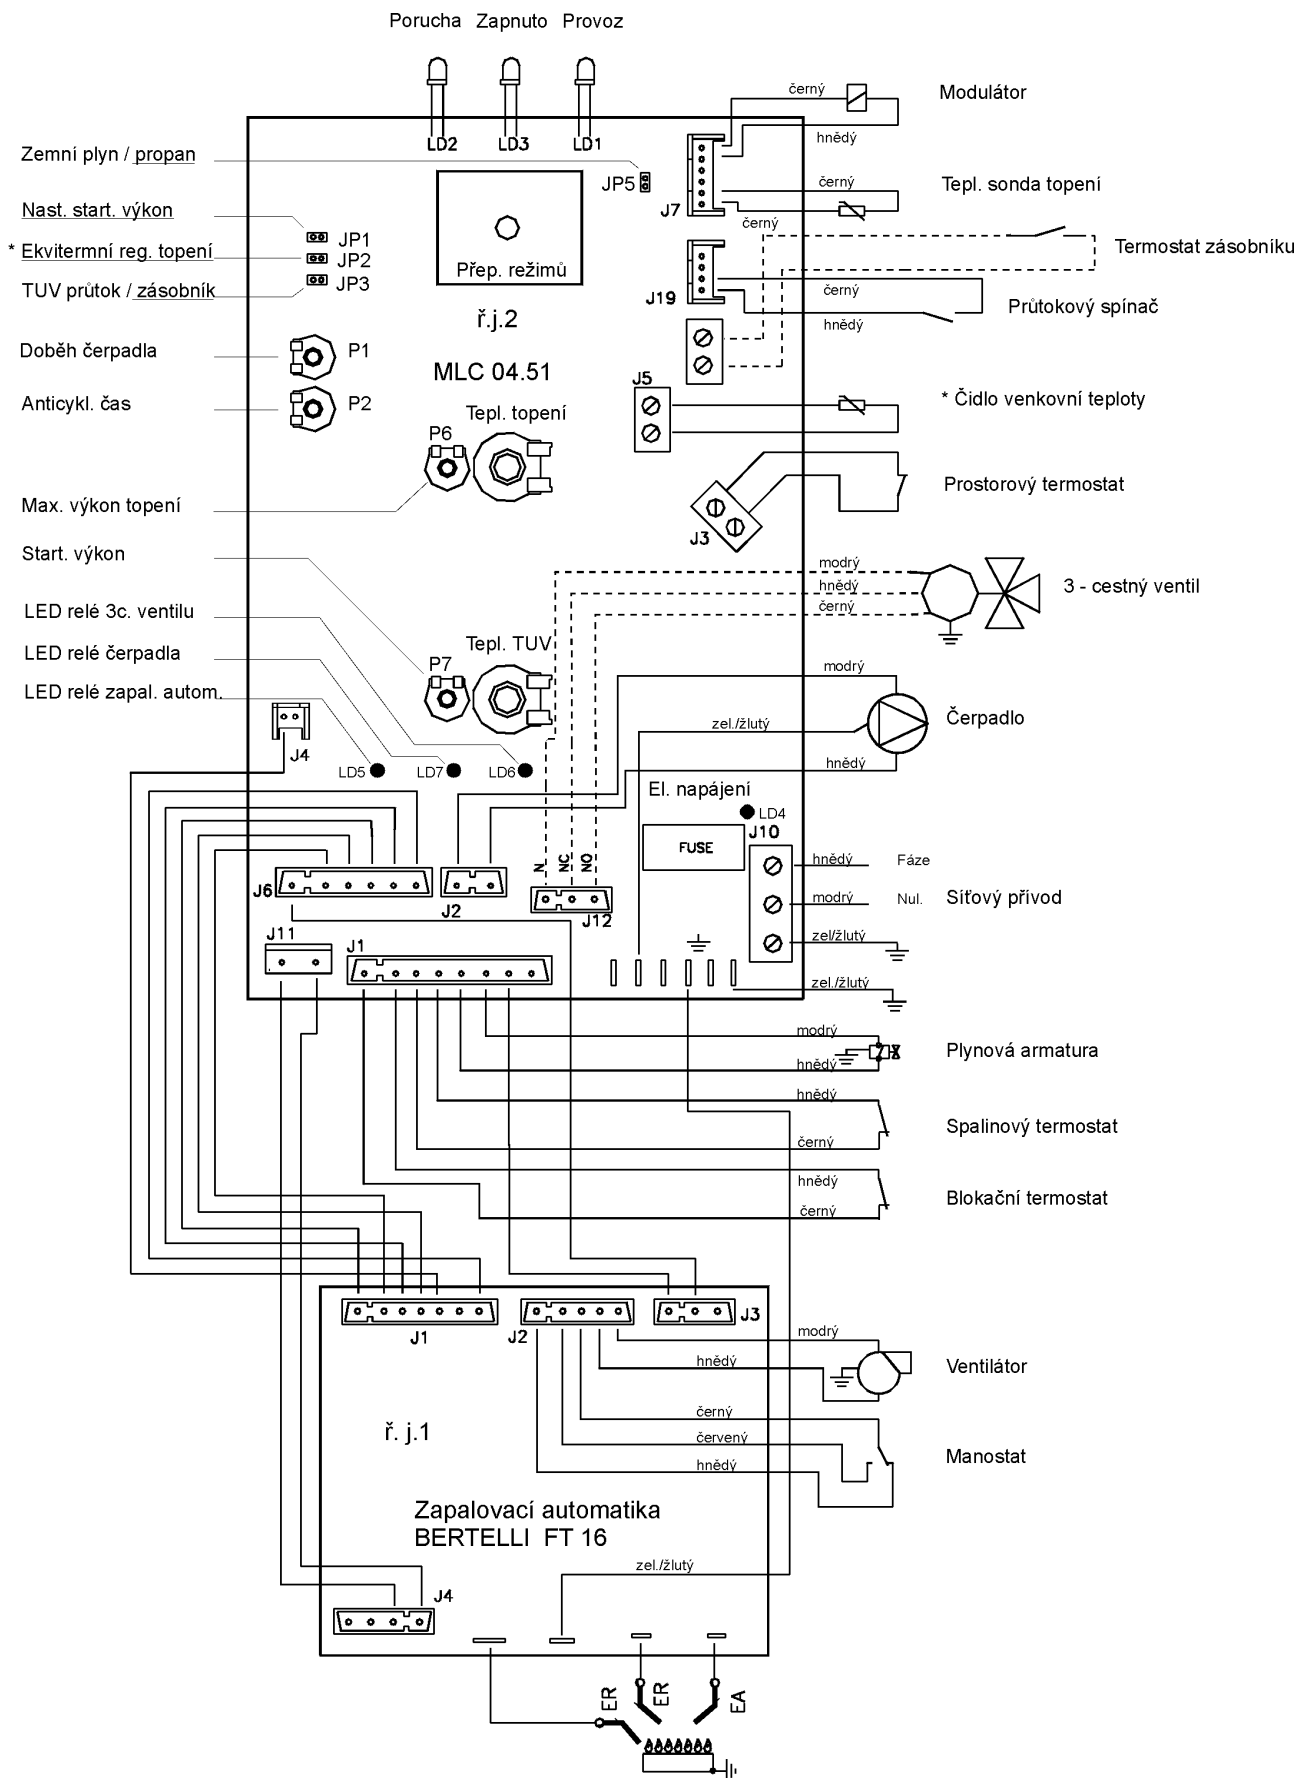 Porucha Zapnuto Provoz
LD2 LD3 LD1
Zemní plyn / propan
JP5
Nast. start. výkon
JP1
* Ekvitermní reg. topení
JP2
TUV průtok / zásobník
JP3
Přep. režimů
ř.j.2
MLC 04.51
Doběh čerpadla
P1
Anticykl. čas
P2
Tepl. topení
P6
Max. výkon topení
Start. výkon
LED relé 3c. ventilu
LED relé čerpadla
LED relé zapal. autom.
Tepl. TUV
P7
J4
LD5 LD7 LD6
černý
Modulátor
hnědý
J7
černý
Tepl. sonda topení
černý
Termostat zásobníku
J19
černý
Průtokový spínač
hnědý
J5
* Čidlo venkovní teploty
Prostorový termostat
J3
modrý
hnědý
3 - cestný ventil
černý
modrý
zel./žlutý
Čerpadlo
hnědý
El. napájení
LD4
J10
FUSE
hnědý Fáze
modrý Nul. Síťový přívod
zel/žlutý
zel./žlutý
N NC NO
J6 J2 J12
J11 J1
modrý
Plynová armatura
hnědý
hnědý
Spalinový termostat
černý
hnědý
Blokační termostat
černý
J1 J2 J3
modrý
hnědý
Ventilátor
ř. j.1
černý
červený
Manostat
hnědý
Zapalovací automatika
BERTELLI FT 16
zel./žlutý
J4
ER ER EA